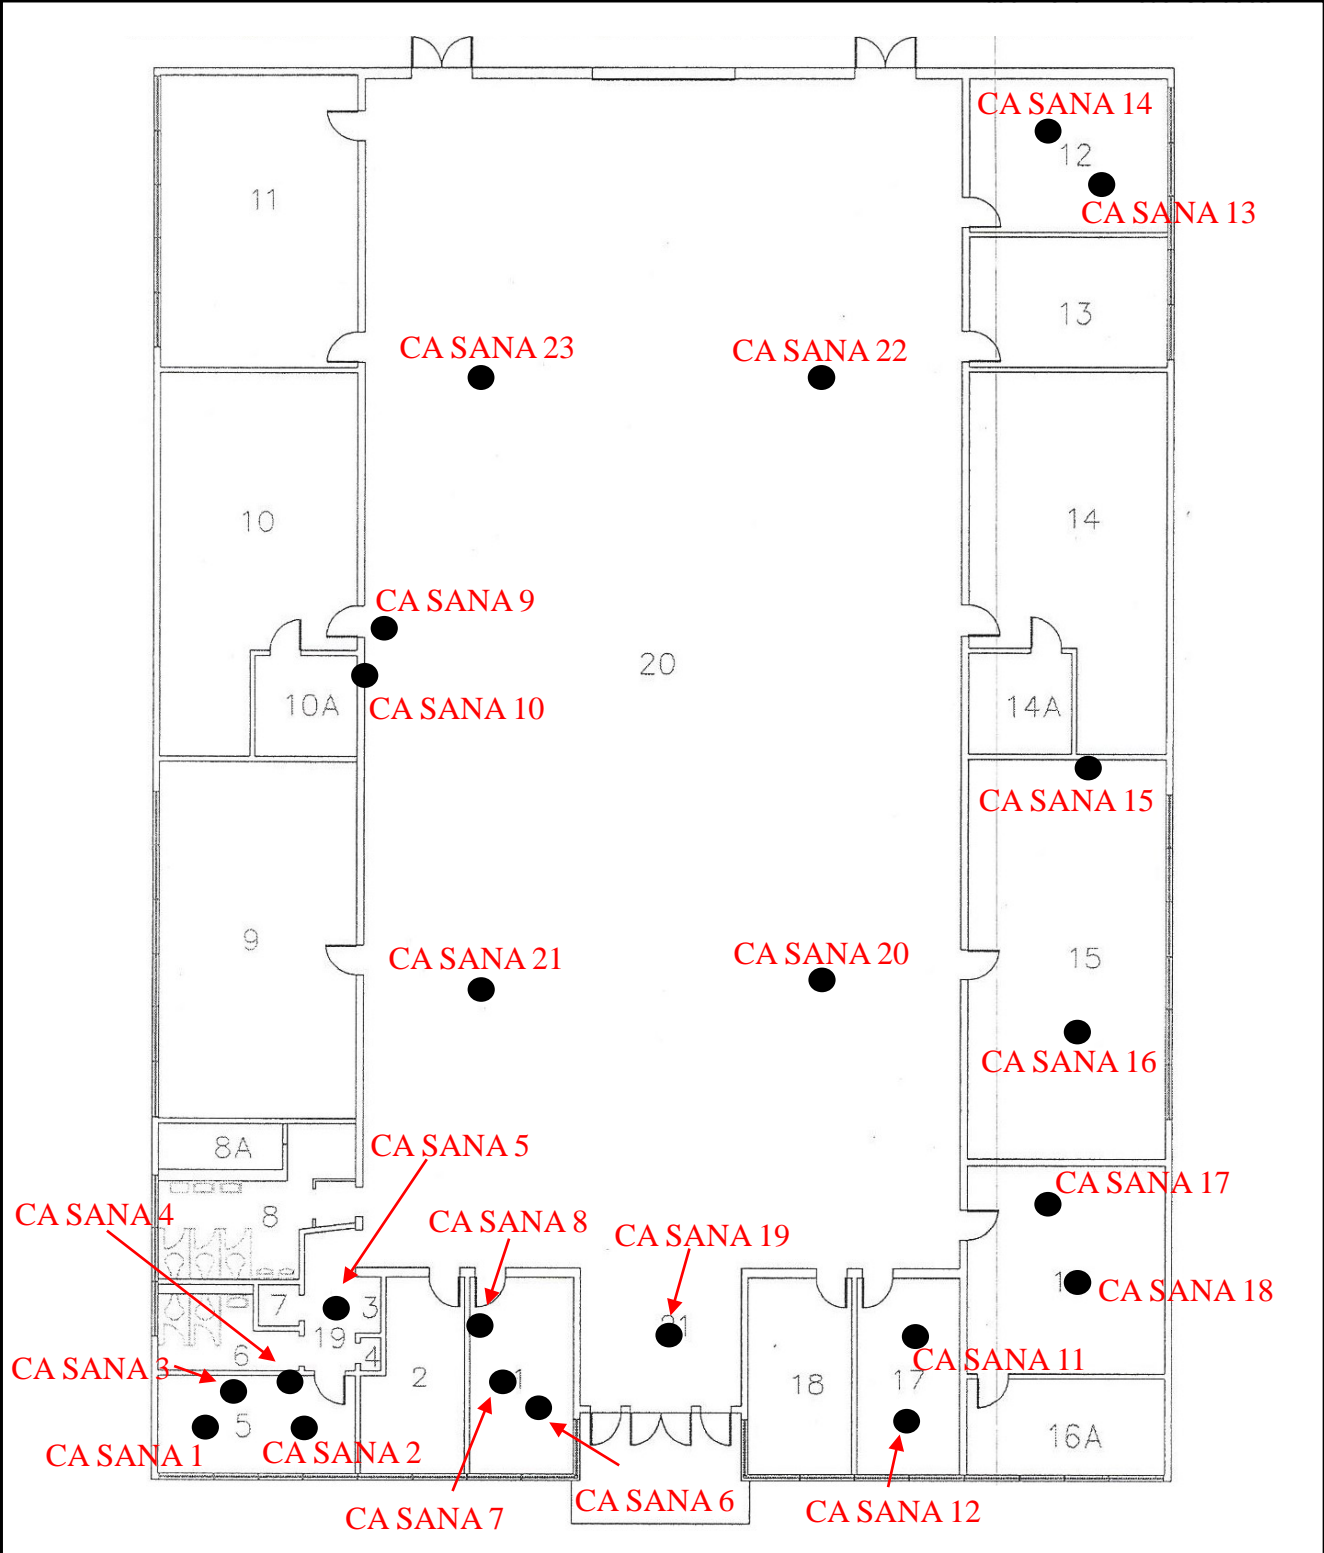 CA SANA 14
12
11
CA SANA 13
13
CA SANA 23
CA SANA 22
10
14
CA SANA 9
20
10A
CA SANA 10
14A
CA SANA 15
9
CA SANA 21
CA SANA 20
15
CA SANA 16
8A
CA SANA 5
CA SANA 17
CA SANA 4
8
CA SANA 8
CA SANA 19
CA SANA 18
7
3
19
6
4
CA SANA 3
CA SANA 11
2
18
17
5
16A
CA SANA 1
CA SANA 2
CA SANA 6
CA SANA 7
CA SANA 12